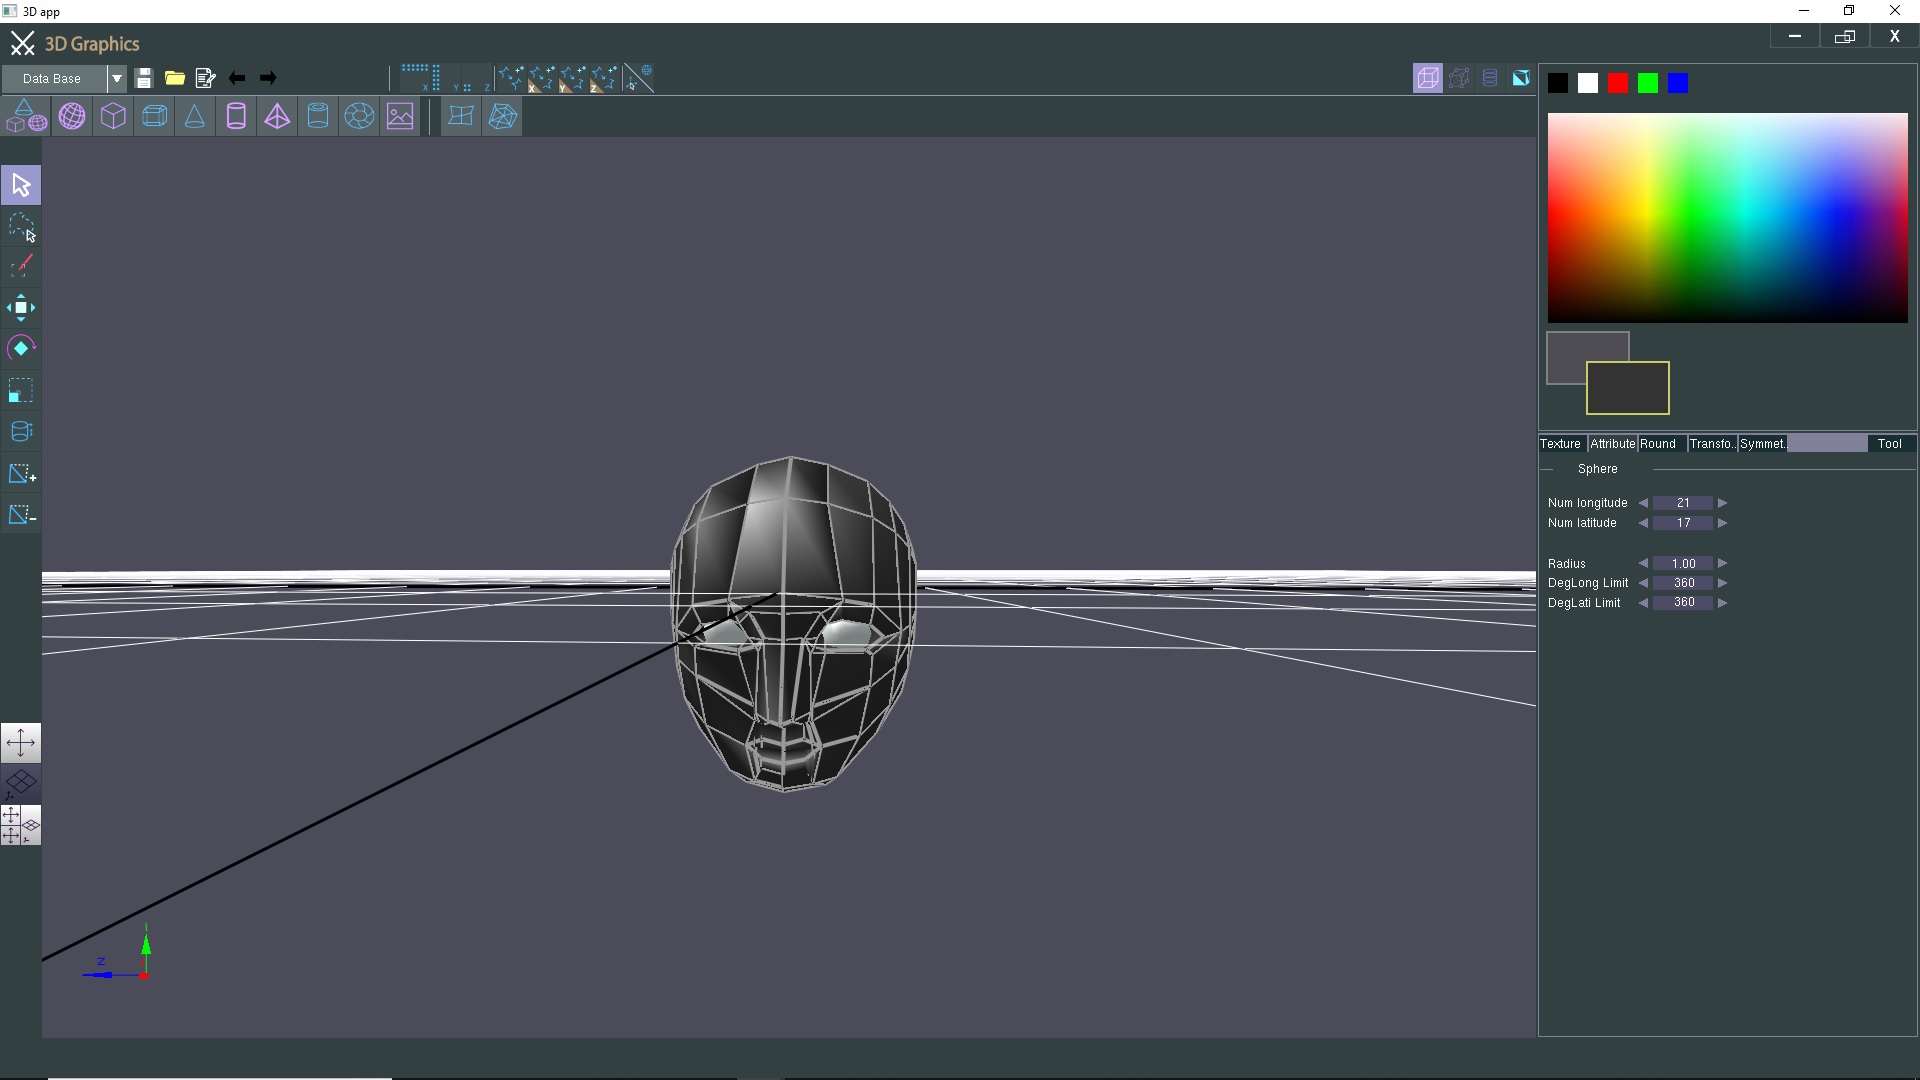 3D app
3D Graphics
X
Data Base
X Y Z X Y Z
Texture Attribute Round Transfo.. Symmet.. Tool
Sphere
Num longitude 21
Num latitude 17
Radius 1.00
DegLong Limit 360
DegLati Limit 360
Z